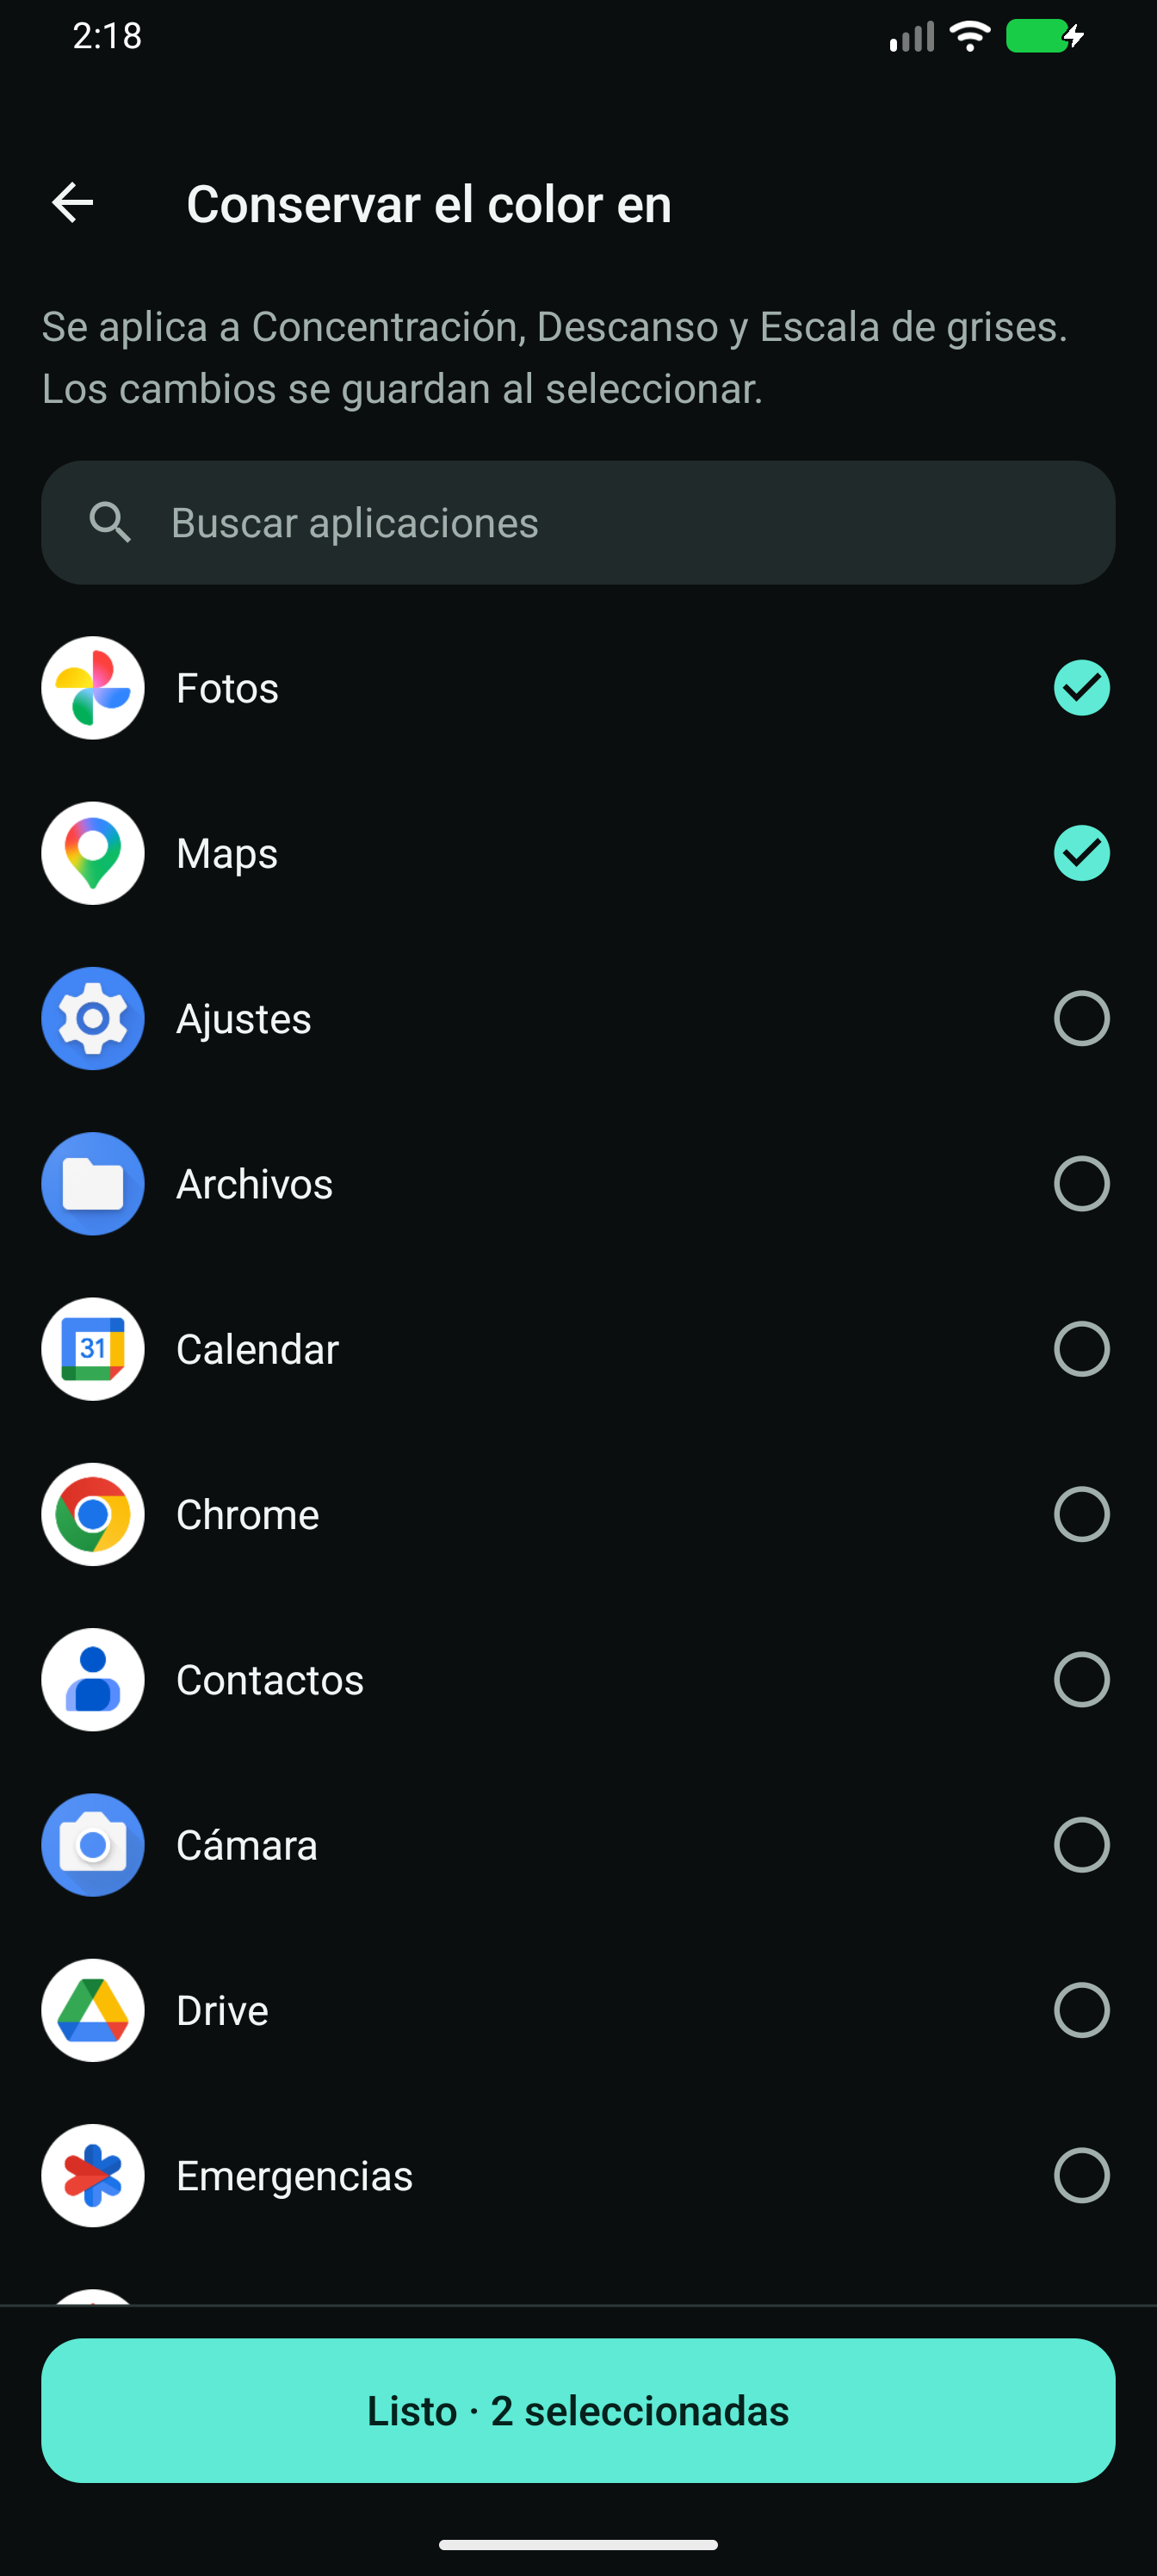 2:18
Conservar el color en
Se aplica a Concentración, Descanso y Escala de grises.
Los cambios se guardan al seleccionar.
Buscar aplicaciones
Fotos
Maps
Ajustes
Archivos
31
Calendar
Chrome
Contactos
Cámara
Drive
Emergencias
Listo · 2 seleccionadas